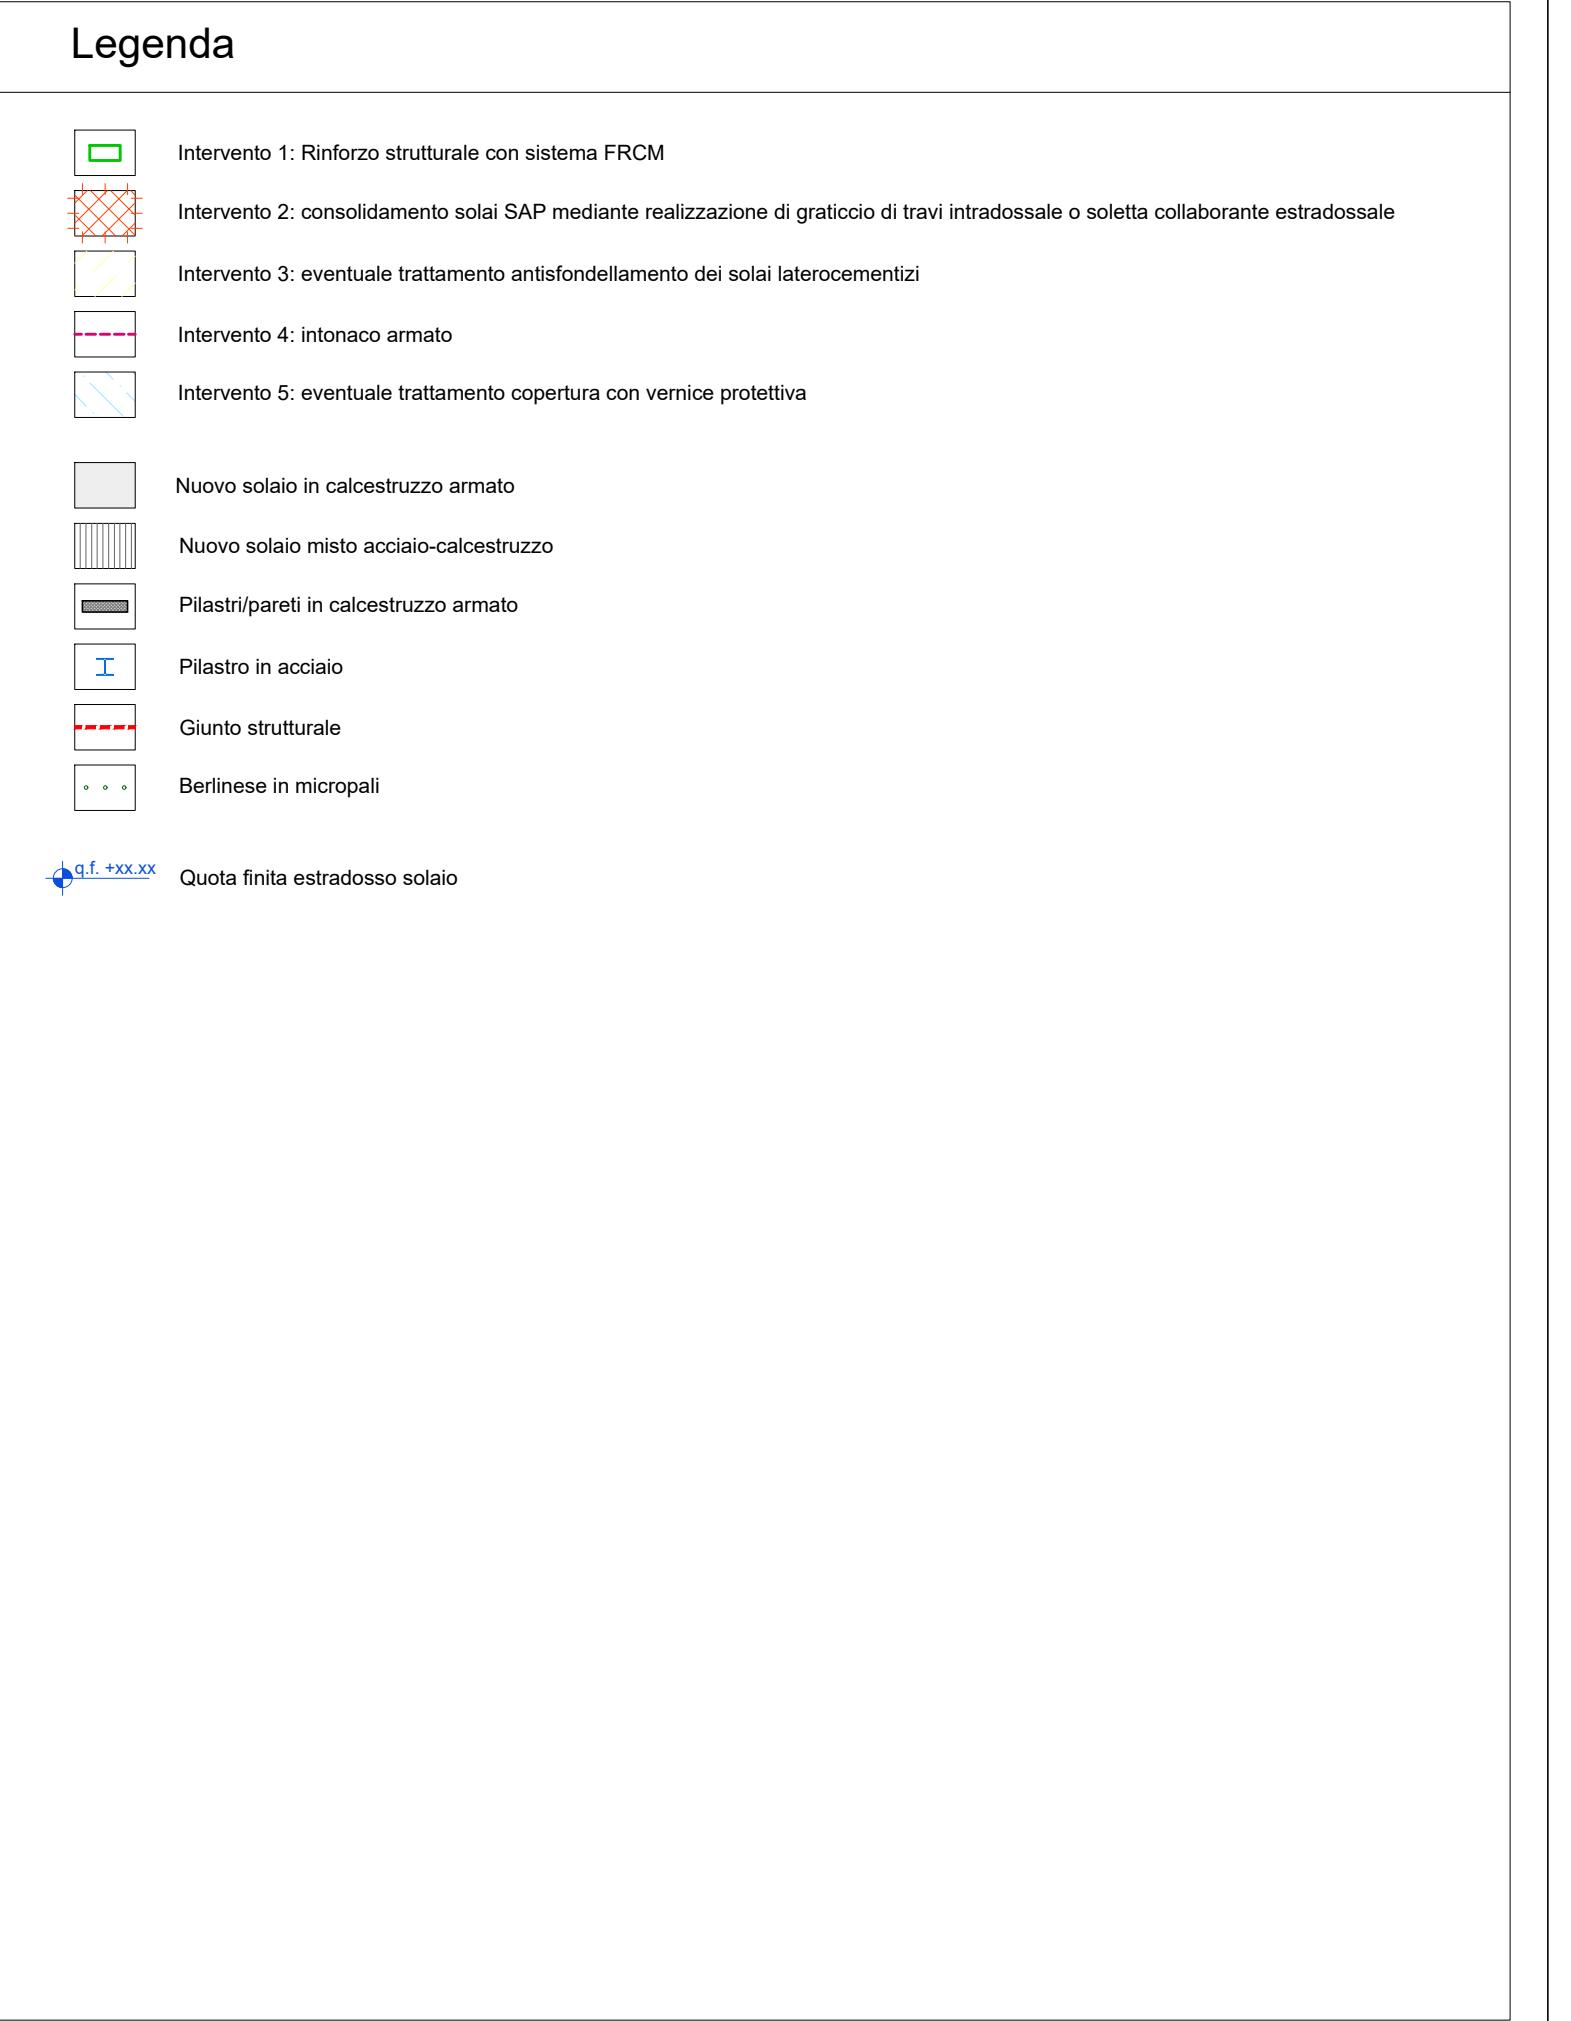 Legenda
Intervento 1: Rinforzo strutturale con sistema FRCM
Intervento 2: consolidamento solai SAP mediante realizzazione di graticcio di travi intradossale o soletta collaborante estradossale
Intervento 3: eventuale trattamento antisfondellamento dei solai laterocementizi
Intervento 4: intonaco armato
Intervento 5: eventuale trattamento copertura con vernice protettiva
Nuovo solaio in calcestruzzo armato
Nuovo solaio misto acciaio-calcestruzzo
Pilastri/pareti in calcestruzzo armato
Pilastro in acciaio
Giunto strutturale
Berlinese in micropali
q.f. +xx.xx
Quota finita estradosso solaio